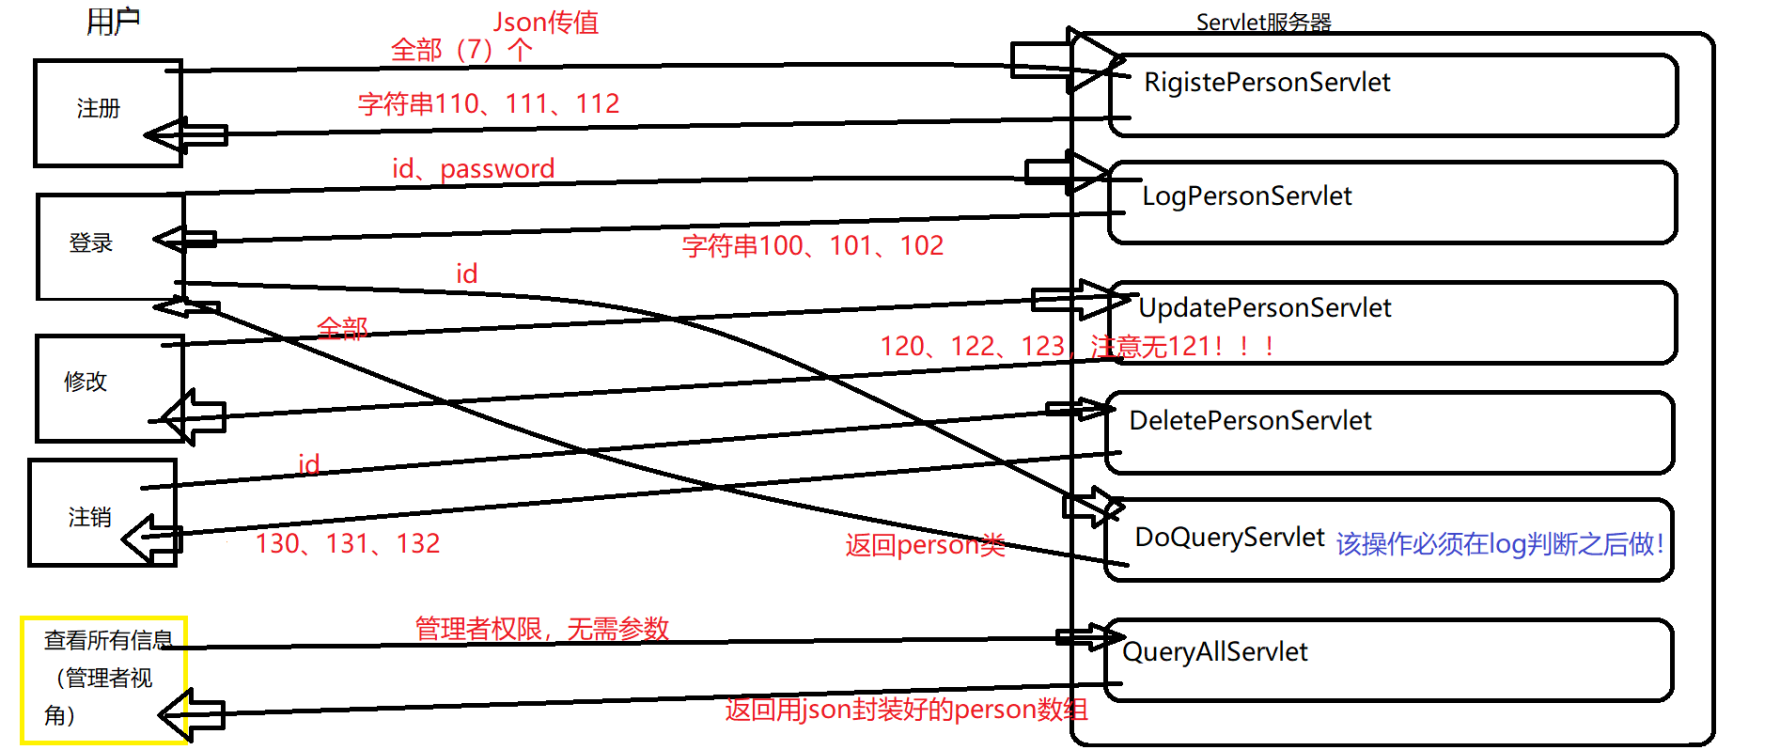 用户
Json传值
Servlet服务器
全部（7）个
注册
RigistePersonServlet
字符串110、111、112
id、password
LogPersonServlet
登录
字符串100、101、102
id
UpdatePersonServlet
全部
120、122、123，注意无121！！！
修改
DeletePersonServlet
id
注销
130、131、132
返回person类
DoQueryServlet 该操作必须在log判断之后做！
查看所有信息
（管理者视
角）
管理者权限，无需参数
QueryAllServlet
返回用json封装好的person数组